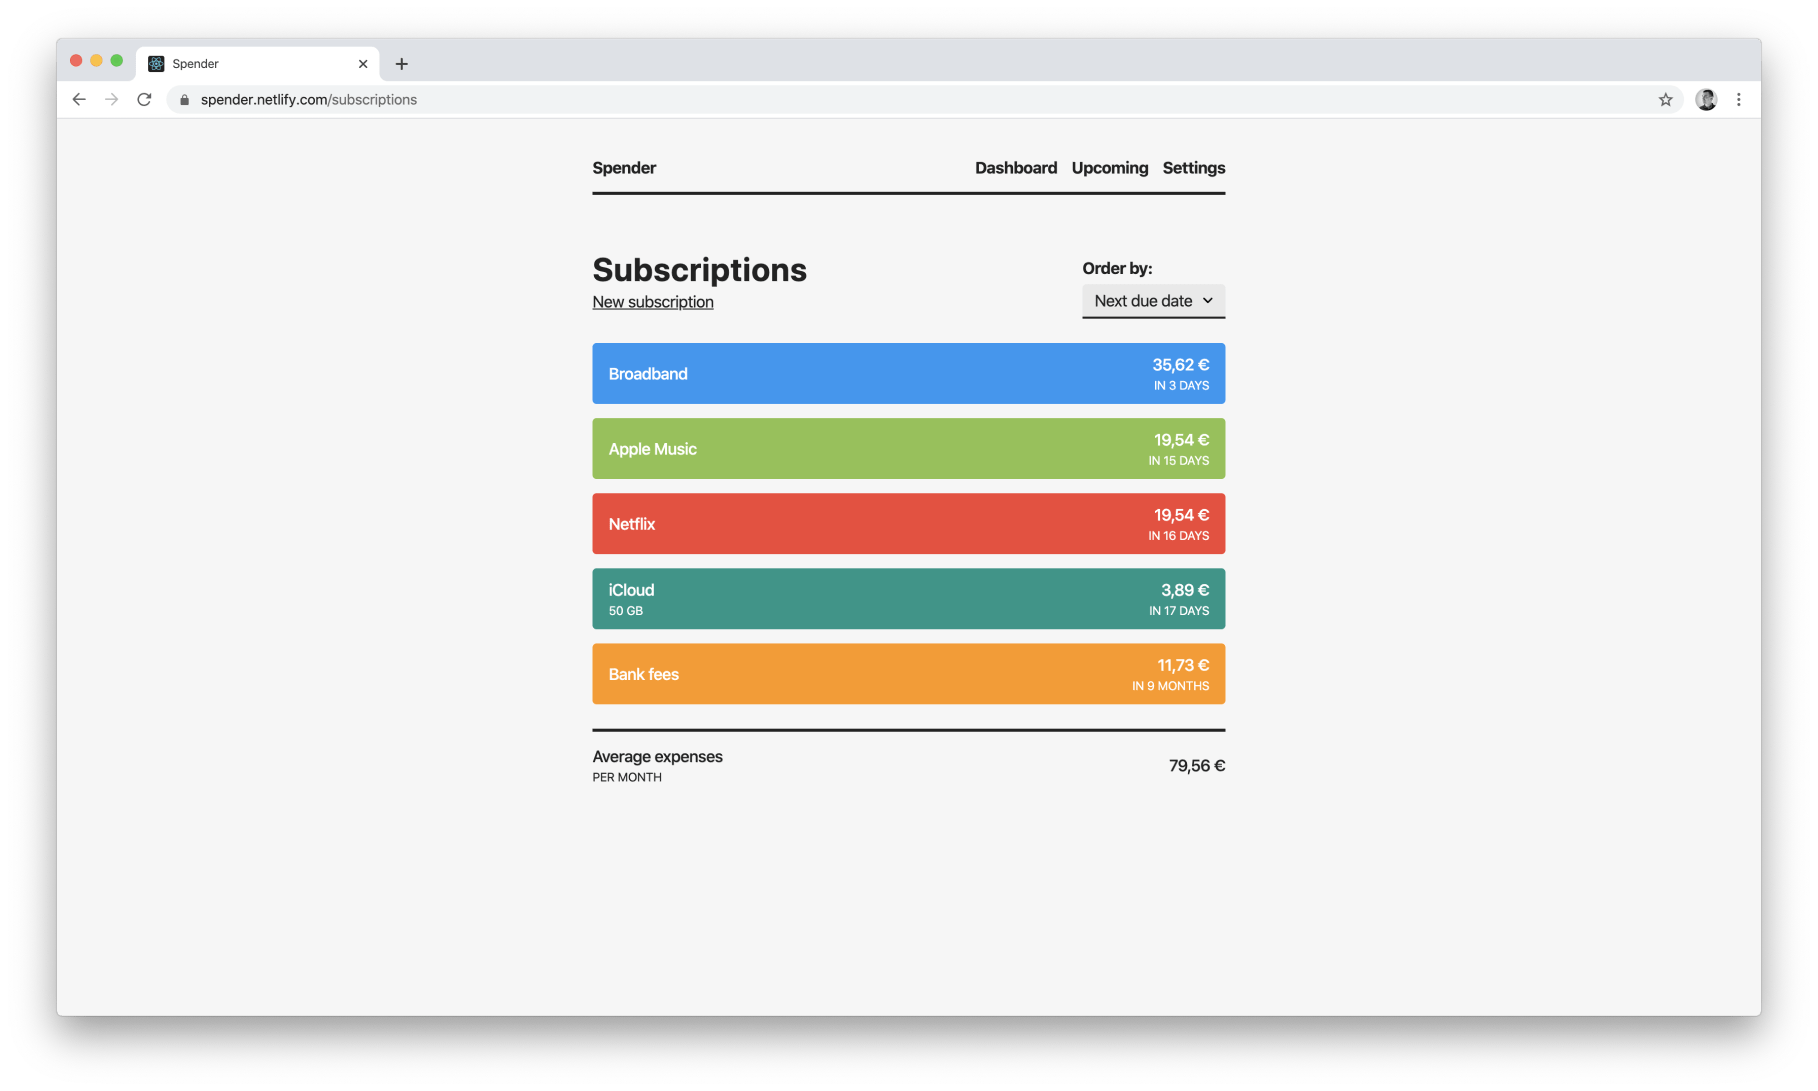 Spender
spender.netlify.com/subscriptions
Spender Dashboard Upcoming Settings
Subscriptions
New subscription
Order by:
Next due date
Broadband
35,62 €
IN 3 DAYS
Apple Music
19,54 €
IN 15 DAYS
Netflix
19,54 €
IN 16 DAYS
iCloud
50 GB
3,89 €
IN 17 DAYS
Bank fees
11,73 €
IN 9 MONTHS
Average expenses
PER MONTH
79,56 €